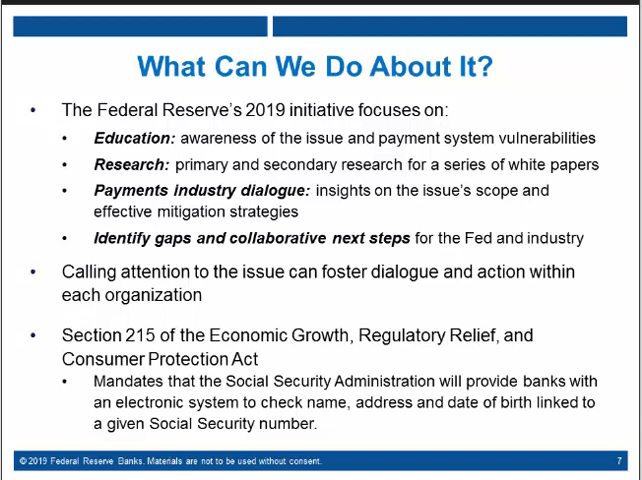 What Can We Do About It?
• The Federal Reserve's 2019 initiative focuses on:
• Education: awareness of the issue and payment system vulnerabilities
• Research: primary and secondary research for a series of white papers
• Payments industry dialogue: insights on the issue's scope and
effective mitigation strategies
• Identify gaps and collaborative next steps for the Fed and industry
• Calling attention to the issue can foster dialogue and action within
each organization
• Section 215 of the Economic Growth, Regulatory Relief, and
Consumer Protection Act
• Mandates that the Social Security Administration will provide banks with
an electronic system to check name, address and date of birth linked to
a given Social Security number.
© 2019 Federal Reserve Banks. Materials are not to be used without consent.
7